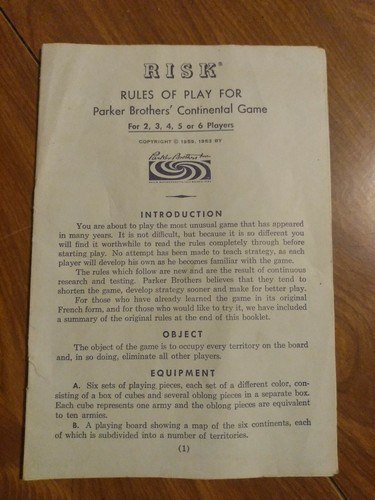 RISK®
RULES OF PLAY FOR
Parker Brothers' Continental Game
For 2, 3, 4, 5 or 6 Players
COPYRIGHT © 1959, 1963 BY
Parker Brothers Inc
INTRODUCTION
You are about to play the most unusual game that has appeared
in many years. It is not difficult, but because it is so different you
will find it worthwhile to read the rules completely through before
starting play. No attempt has been made to teach strategy, as each
player will develop his own as he becomes familiar with the game.
The rules which follow are new and are the result of continuous
research and testing. Parker Brothers believes that they tend to
shorten the game, develop strategy sooner and make for better play.
For those who have already learned the game in its original
French form, and for those who would like to try it, we have included
a summary of the original rules at the end of this booklet.
OBJECT
The object of the game is to occupy every territory on the board
and, in so doing, eliminate all other players.
EQUIPMENT
A. Six sets of playing pieces, each set of a different color, con-
sisting of a box of cubes and several oblong pieces in a separate box.
Each cube represents one army and the oblong pieces are equivalent
to ten armies.
B. A playing board showing a map of the six continents, each
of which is subdivided into a number of territories.
(1)